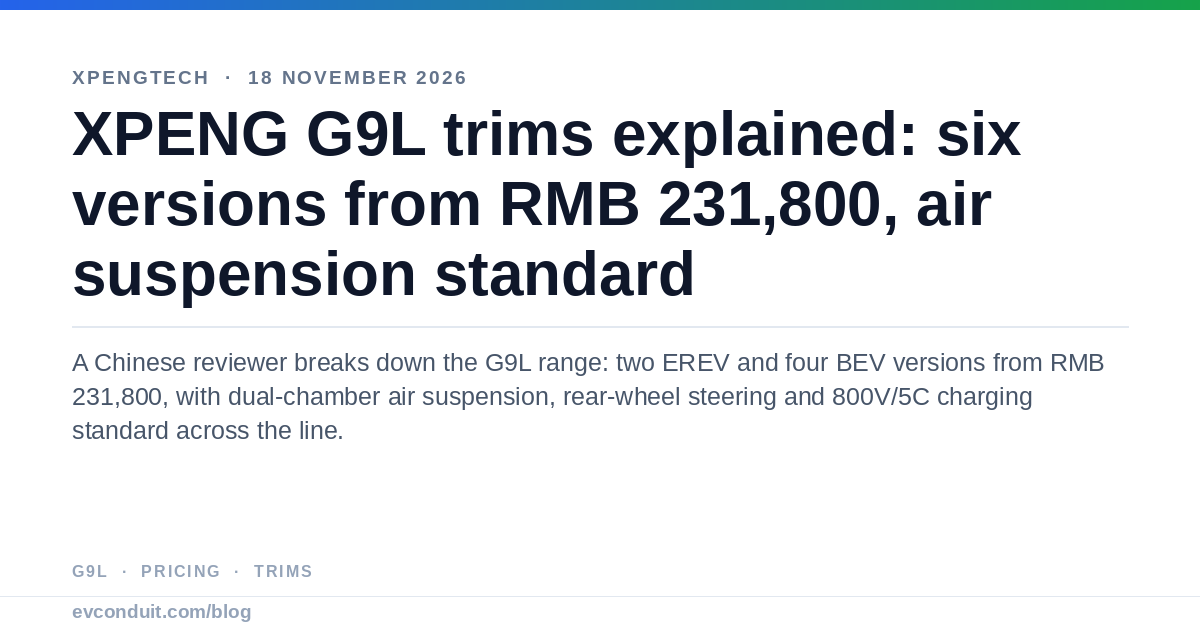 XPENGTECH · 18 NOVEMBER 2026
XPENG G9L trims explained: six
versions from RMB 231,800, air
suspension standard
A Chinese reviewer breaks down the G9L range: two EREV and four BEV versions from RMB
231,800, with dual-chamber air suspension, rear-wheel steering and 800V/5C charging
standard across the line.
G9L · PRICING · TRIMS
evconduit.com/blog